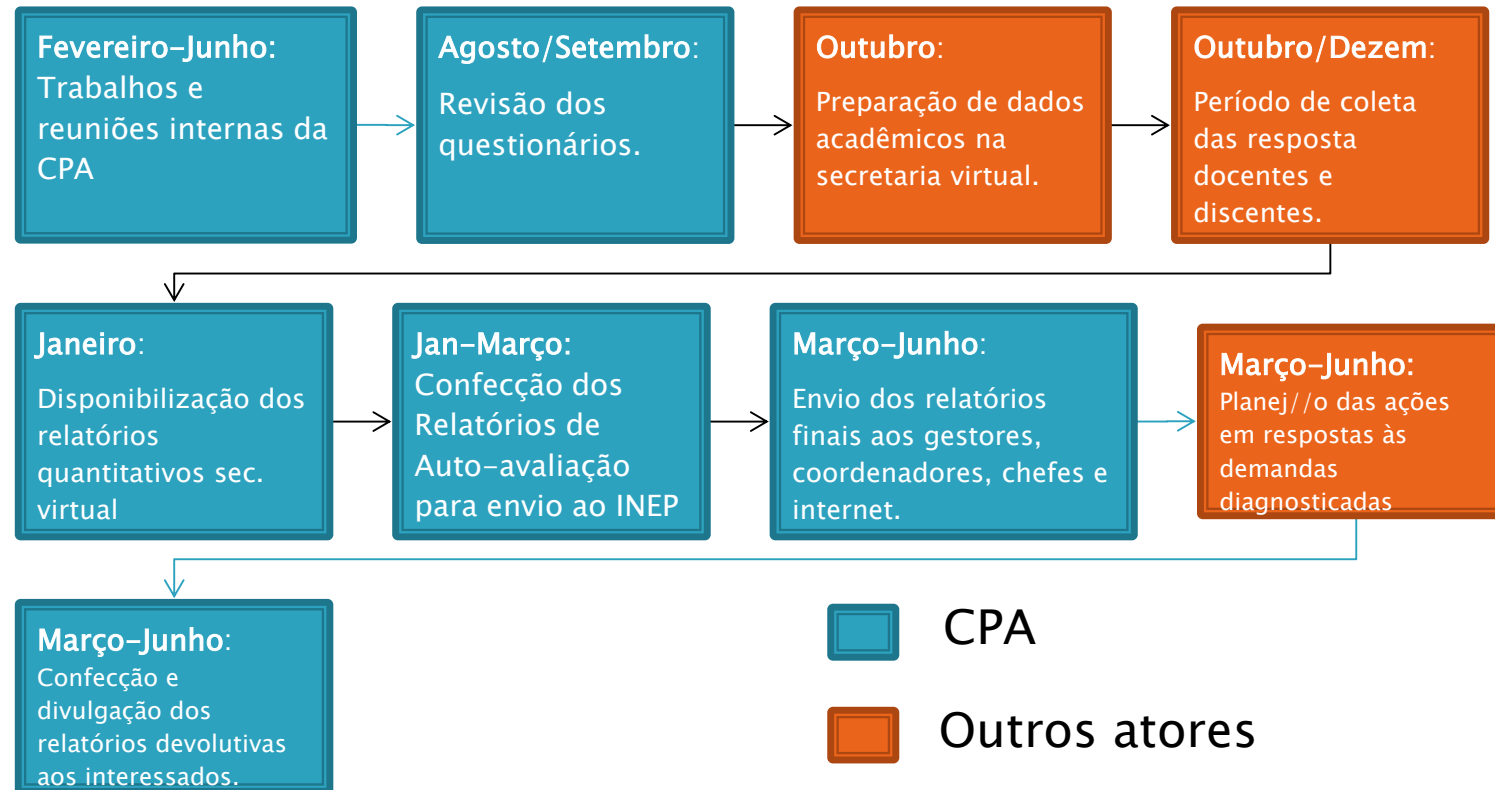 Fevereiro-Junho:
Trabalhos e
reuniões internas da
CPA
Agosto/Setembro:
Revisão dos
questionários.
Outubro:
Preparação de dados
acadêmicos na
secretaria virtual.
Outubro/Dezem:
Período de coleta
das resposta
docentes e
discentes.
Janeiro:
Disponibilização dos
relatórios
quantitativos sec.
virtual
Jan-Março:
Confecção dos
Relatórios de
Auto-avaliação
para envio ao INEP
Março-Junho:
Envio dos relatórios
finais aos gestores,
coordenadores, chefes e
internet.
Março-Junho:
Planej//o das ações
em respostas às
demandas
diagnosticadas
Março-Junho:
Confecção e
divulgação dos
relatórios devolutivas
aos interessados.
CPA
Outros atores